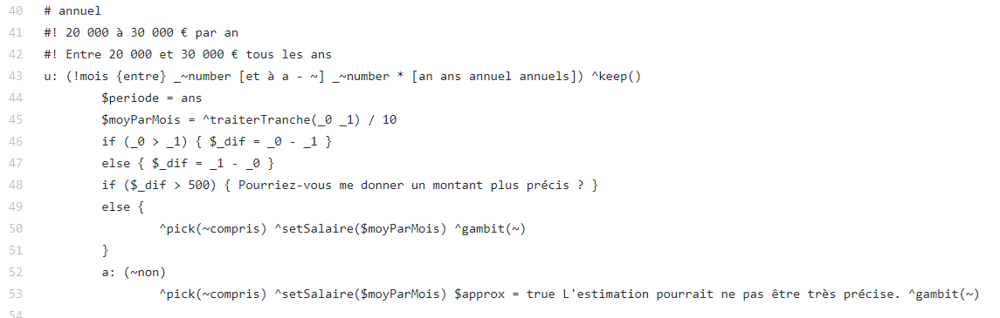 40 # annuel
41 #! 20 000 à 30 000 € par an
42 #! Entre 20 000 et 30 000 € tous les ans
43 u: (!mois {entre} _~number [et à a - ~] _~number * [an ans annuel annuels]) ^keep()
44 $periode = ans
45 $moyParMois = ^traiterTranche(_0 _1) / 10
46 if (_0 > _1) { $_dif = _0 - _1 }
47 else { $_dif = _1 - _0 }
48 if ($_dif > 500) { Pourriez-vous me donner un montant plus précis ? }
49 else {
50 ^pick(~compris) ^setSalaire($moyParMois) ^gambit(~)
51 }
52 a: (~non)
53 ^pick(~compris) ^setSalaire($moyParMois) $approx = true L'estimation pourrait ne pas être très précise. ^gambit(~)
54